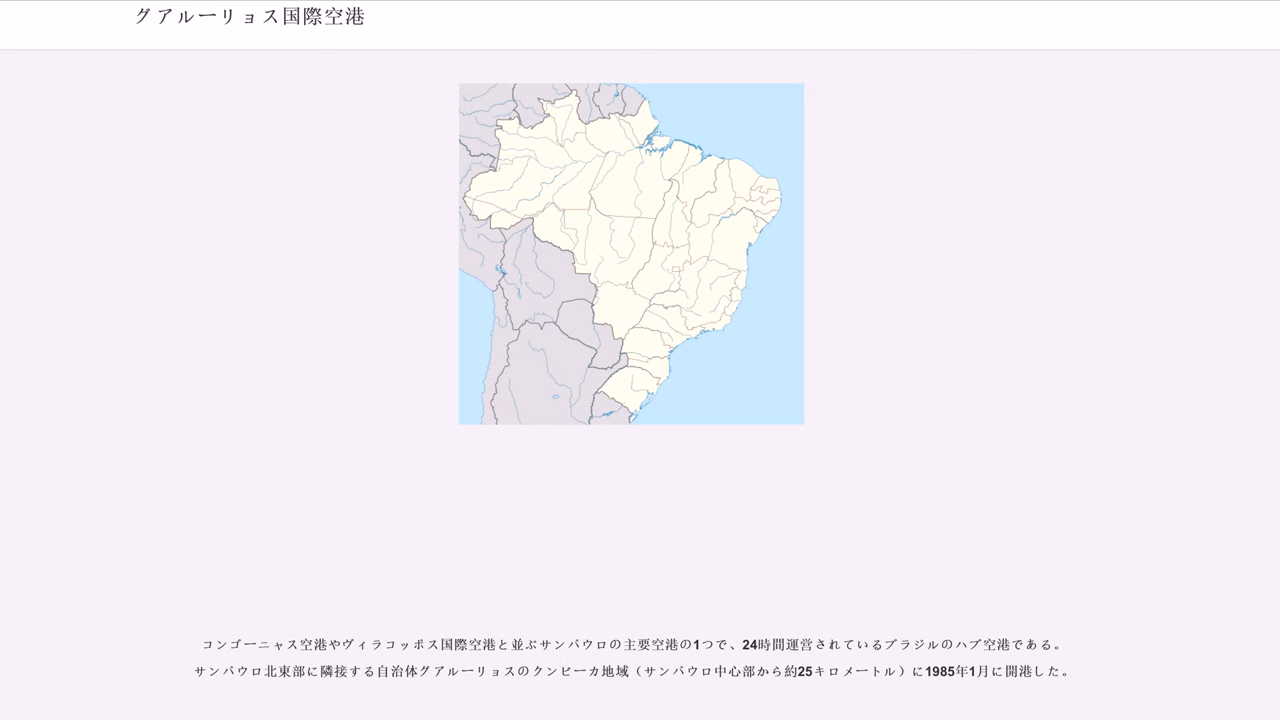 グアルーリョス国際空港
コンゴーニャス空港やヴィラコッポス国際空港と並ぶサンパウロの主要空港の1つで、24時間運営されているブラジルのハブ空港である。
サンパウロ北東部に隣接する自治体グアルーリョスのクンビーカ地域（サンパウロ中心部から約25キロメートル）に1985年1月に開港した。